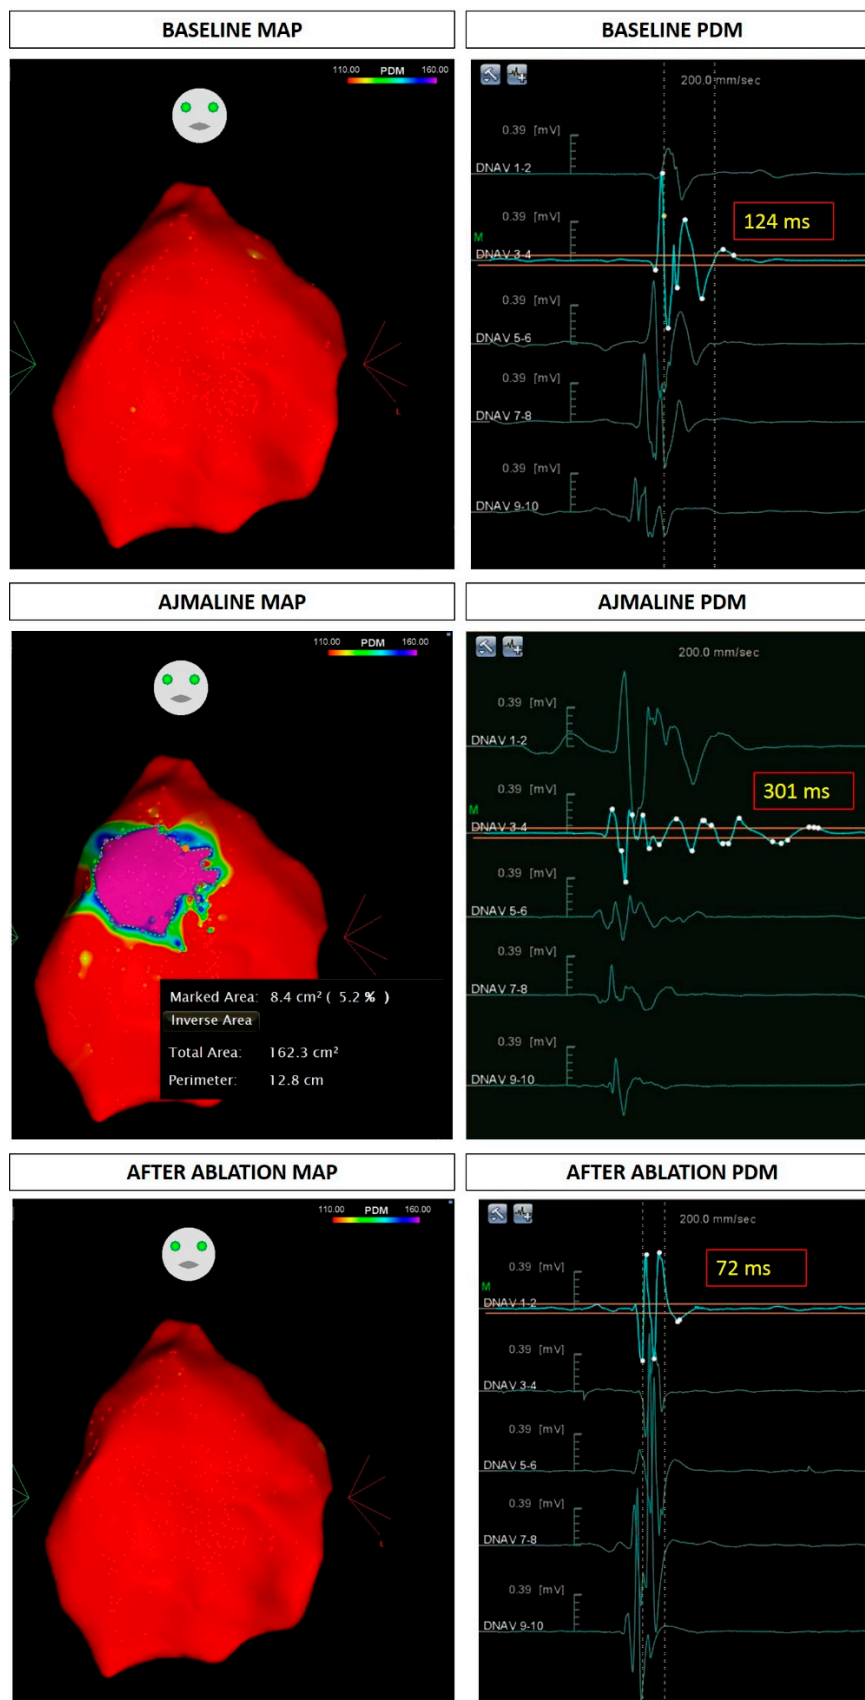 BASELINE MAP
110.00 PDM 160.00
BASELINE PDM
200.0 mm/sec
0.39 [mV]
DNAV 1-2
124 ms
0.39 [mV]
M
DNAV 3-4
0.39 [mV]
DNAV 5-6
0.39 [mV]
DNAV 7-8
0.39 [mV]
DNAV 9-10
AJMALINE MAP
110.00 PDM 160.00
Marked Area: 8.4 cm² ( 5.2 % )
Inverse Area
Total Area: 162.3 cm²
Perimeter: 12.8 cm
AJMALINE PDM
200.0 mm/sec
0.39 [mV]
DNAV 1-2
301 ms
0.39 [mV]
M
DNAV 3-4
0.39 [mV]
DNAV 5-6
0.39 [mV]
DNAV 7-8
0.39 [mV]
DNAV 9-10
AFTER ABLATION MAP
110.00 PDM 160.00
AFTER ABLATION PDM
200.0 mm/sec
72 ms
0.39 [mV]
M
DNAV 1-2
0.39 [mV]
DNAV 3-4
0.39 [mV]
DNAV 5-6
0.39 [mV]
DNAV 7-8
0.39 [mV]
DNAV 9-10